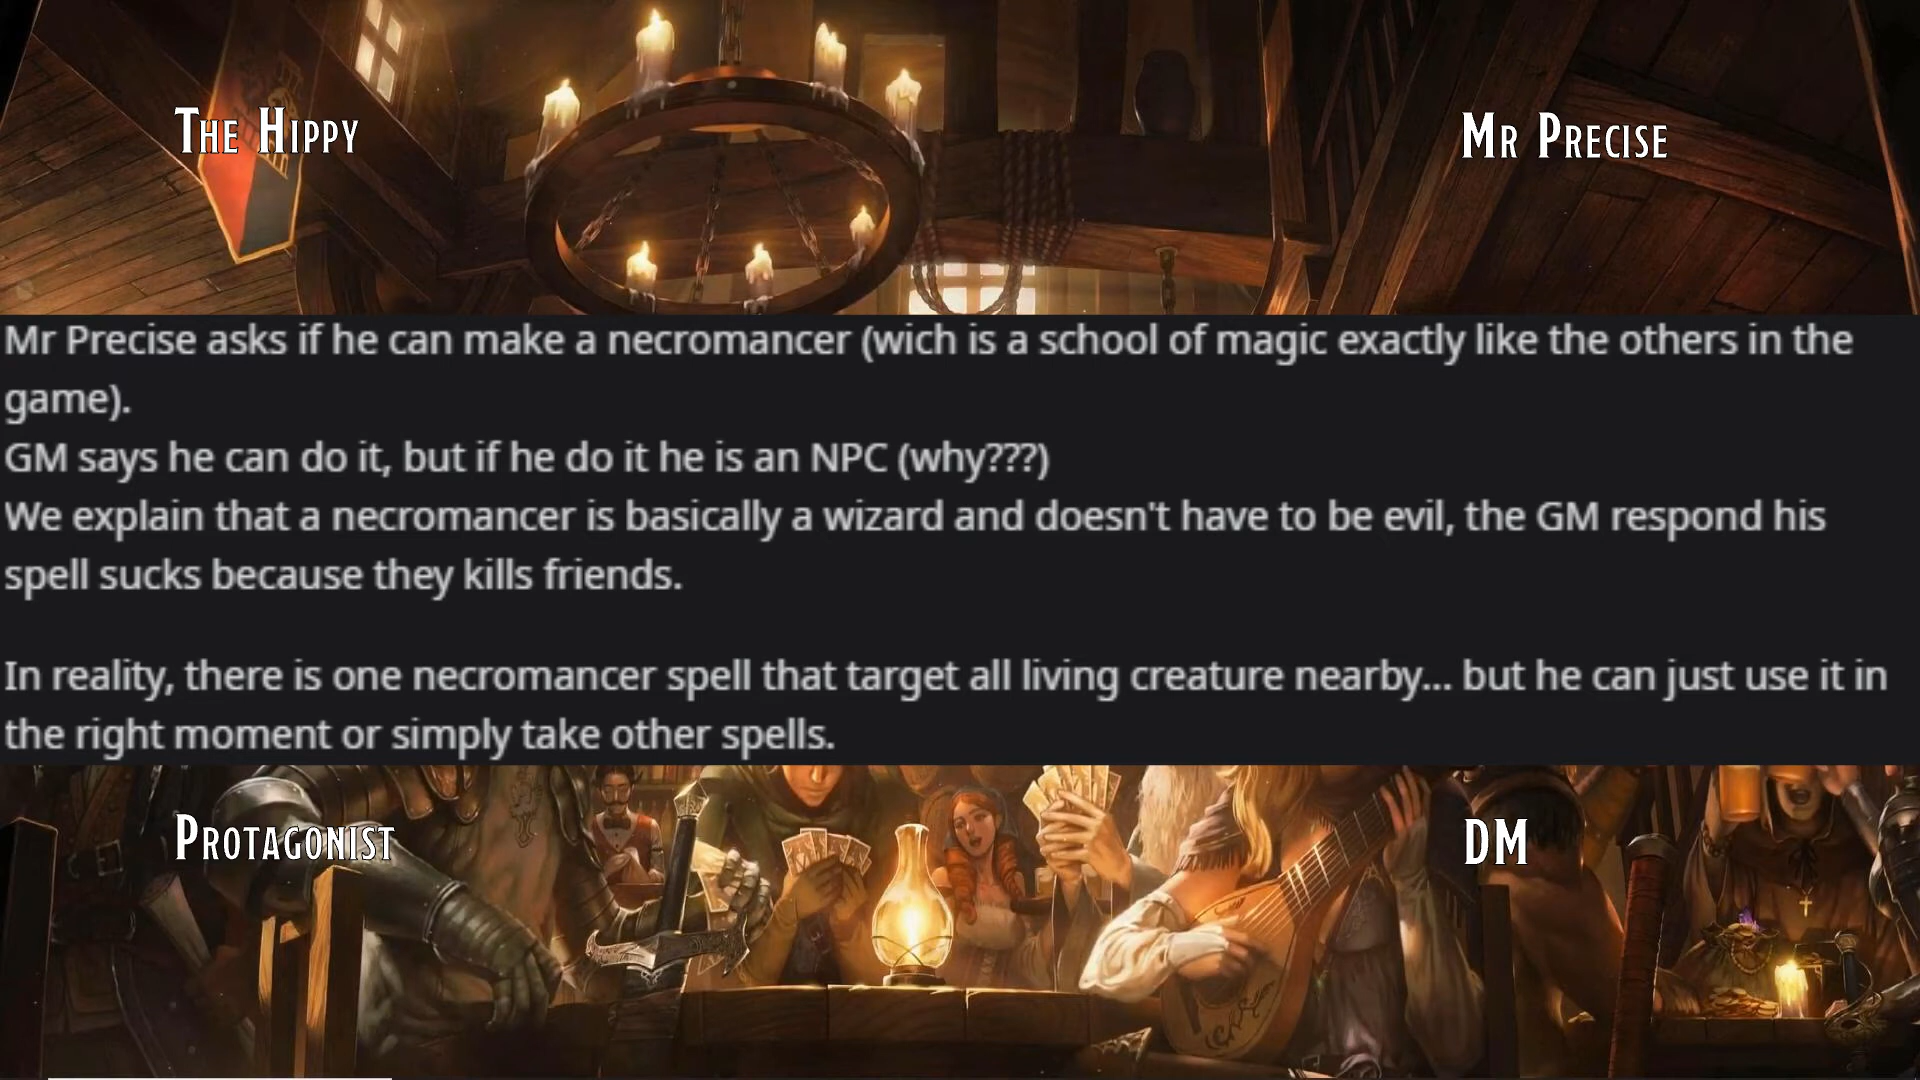 The Hippy
Mr Precise
Mr Precise asks if he can make a necromancer (wich is a school of magic exactly like the others in the
game).
GM says he can do it, but if he do it he is an NPC (why???)
We explain that a necromancer is basically a wizard and doesn't have to be evil, the GM respond his
spell sucks because they kills friends.
In reality, there is one necromancer spell that target all living creature nearby... but he can just use it in
the right moment or simply take other spells.
Protagonist
DM